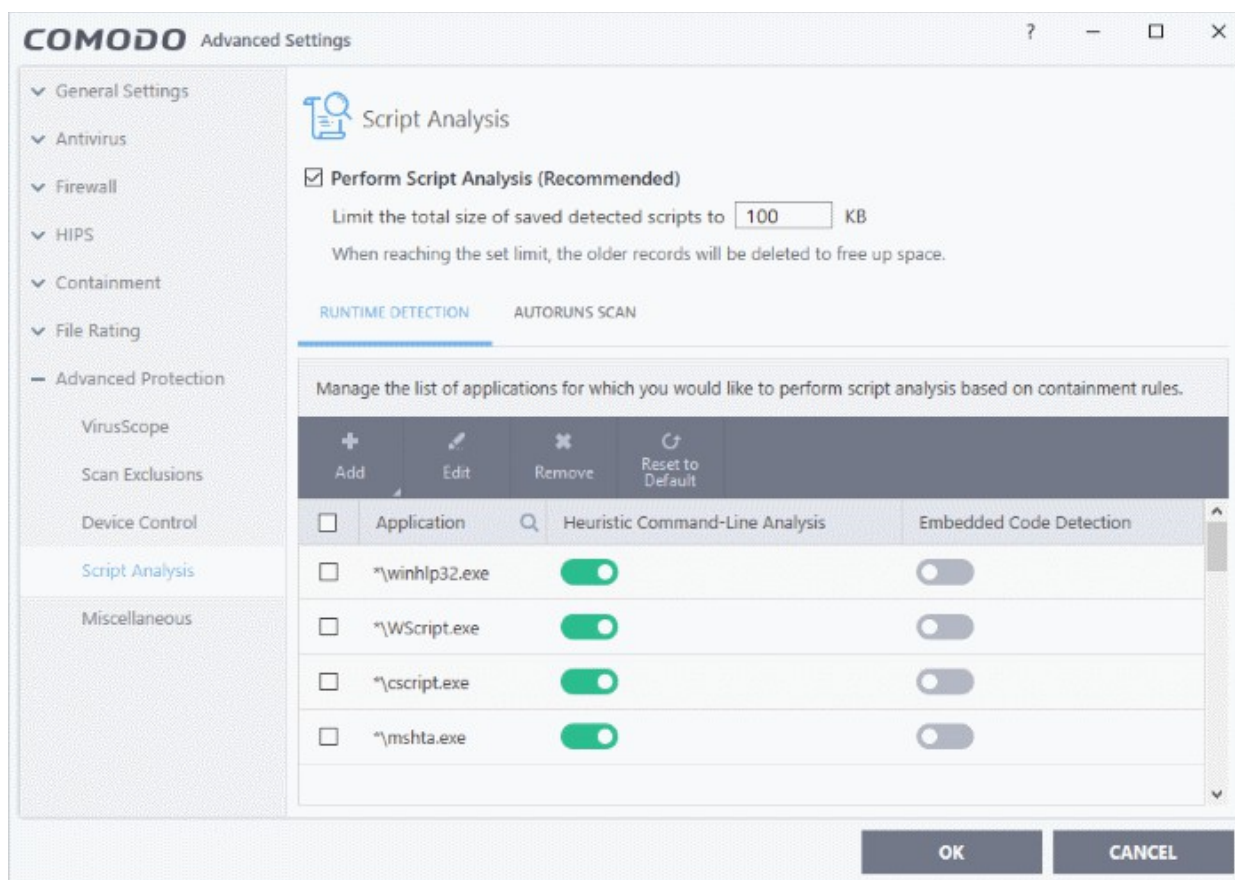 COMODO Advanced Settings
?
General Settings
Antivirus
Firewall
HIPS
Containment
File Rating
Advanced Protection
VirusScope
Scan Exclusions
Device Control
Script Analysis
Miscellaneous
Script Analysis
Perform Script Analysis (Recommended)
Limit the total size of saved detected scripts to 100 KB
When reaching the set limit, the older records will be deleted to free up space.
RUNTIME DETECTION AUTORUNS SCAN
Manage the list of applications for which you would like to perform script analysis based on containment rules.
Add Edit Remove Reset to
Default
Application Heuristic Command-Line Analysis Embedded Code Detection
*\winhlp32.exe
*\WScript.exe
*\cscript.exe
*\mshta.exe
OK CANCEL